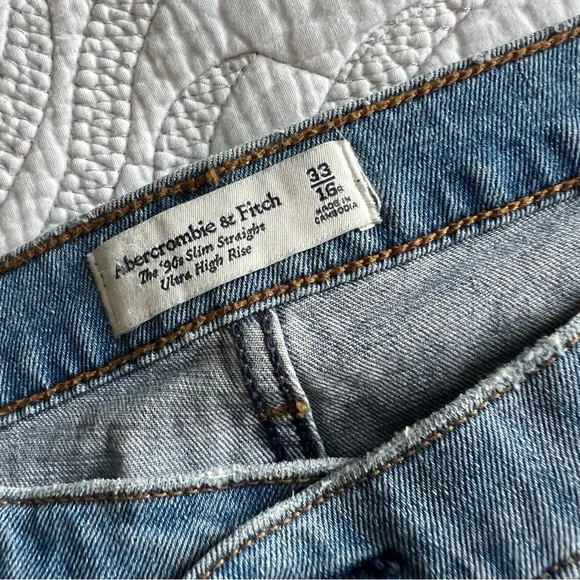 Abercrombie & Fitch
The '90s Slim Straight
Ultra High Rise
33
16R
MADE IN
CAMBODIA